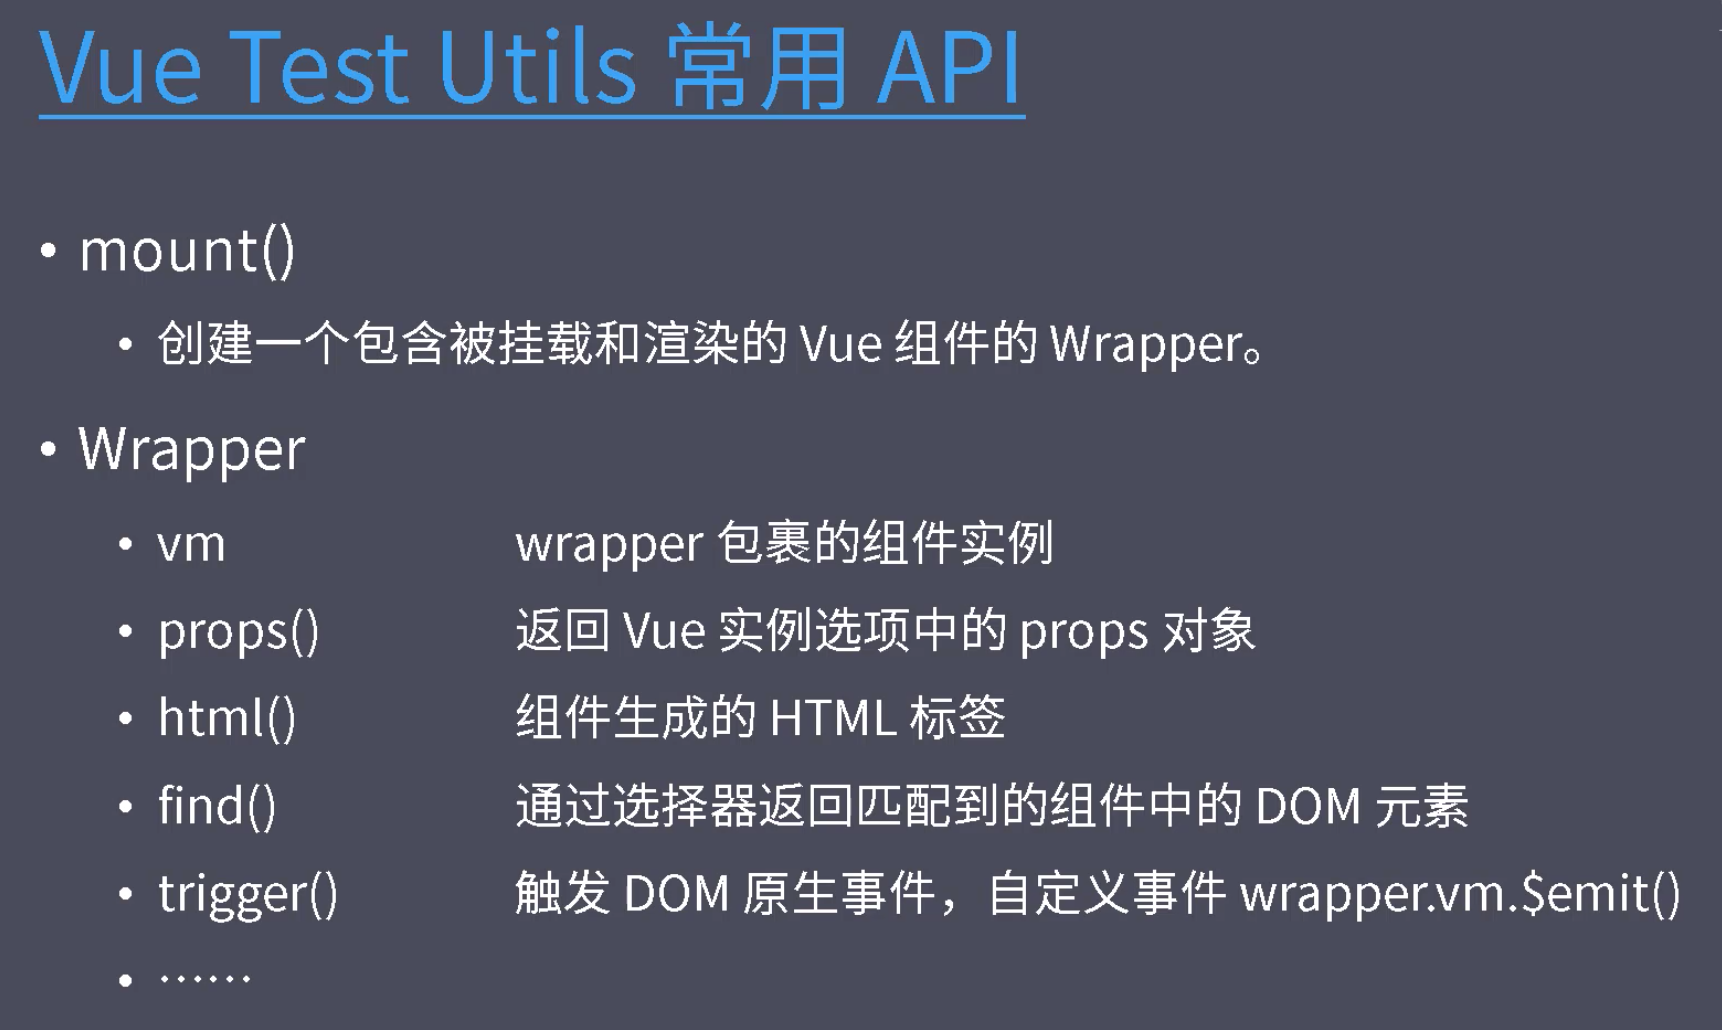 Vue Test Utils 常用 API
• mount()
• 创建一个包含被挂载和渲染的 Vue 组件的 Wrapper。
• Wrapper
• vm wrapper 包裹的组件实例
• props() 返回 Vue 实例选项中的 props 对象
• html() 组件生成的 HTML 标签
• find() 通过选择器返回匹配到的组件中的 DOM 元素
• trigger() 触发 DOM 原生事件，自定义事件 wrapper.vm.$emit()
• ……